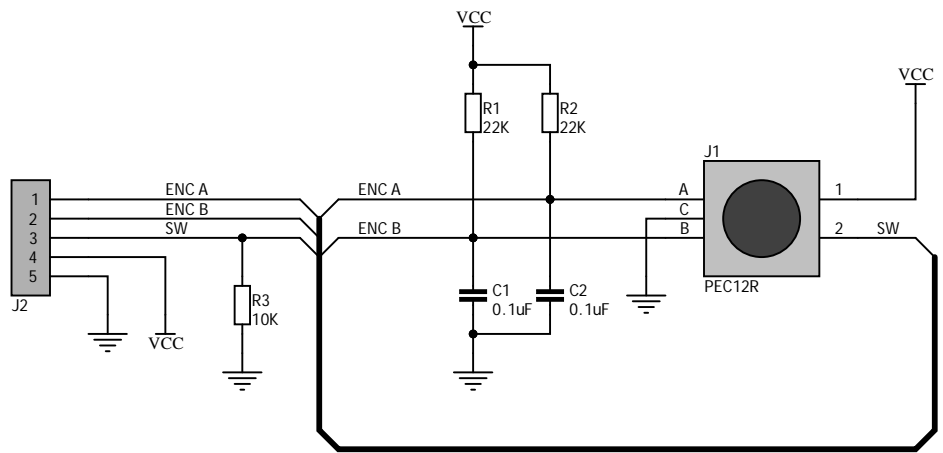 VCC
VCC
R1
22K
R2
22K
J1
ENC A
ENC A
A
1
1
ENC B
C
2
SW
ENC B
B
2
SW
3
4
5
J2
R3
10K
C1
0.1uF
C2
0.1uF
PEC12R
VCC